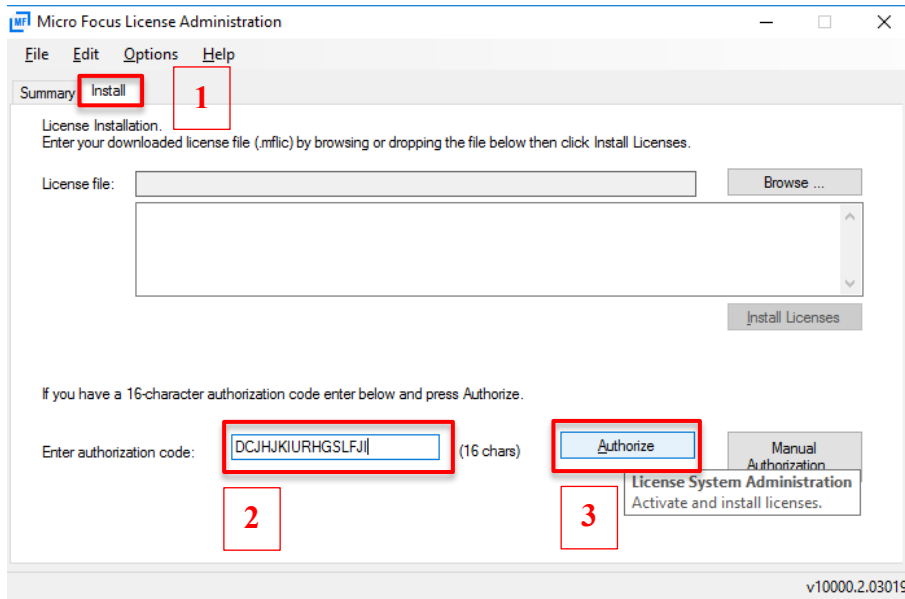 MF Micro Focus License Administration
File Edit Options Help
Summary Install 1
License Installation.
Enter your downloaded license file (.mflic) by browsing or dropping the file below then click Install Licenses.
License file: Browse ...
Install Licenses
If you have a 16-character authorization code enter below and press Authorize.
Enter authorization code: DCJHJKIURHGSLFJI (16 chars) Authorize Manual
Authorization
License System Administration
Activate and install licenses.
2 3
v10000.2.03019